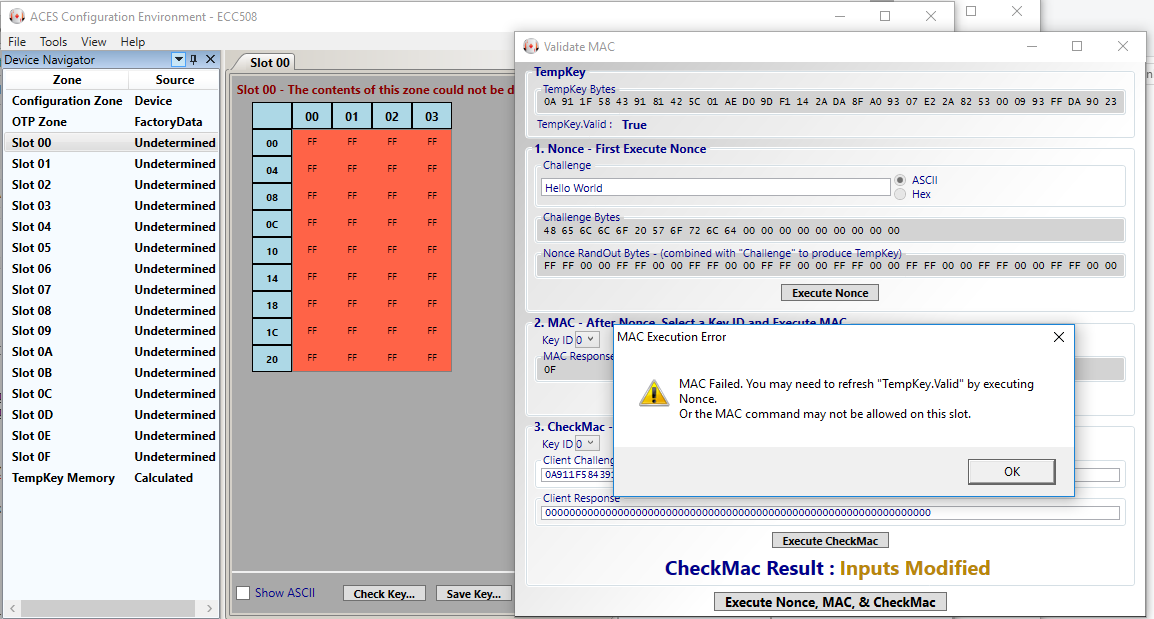 ACES Configuration Environment - ECC508
File Tools View Help
Device Navigator
Zone Source
Configuration Zone Device
OTP Zone FactoryData
Slot 00 Undetermined
Slot 01 Undetermined
Slot 02 Undetermined
Slot 03 Undetermined
Slot 04 Undetermined
Slot 05 Undetermined
Slot 06 Undetermined
Slot 07 Undetermined
Slot 08 Undetermined
Slot 09 Undetermined
Slot 0A Undetermined
Slot 0B Undetermined
Slot 0C Undetermined
Slot 0D Undetermined
Slot 0E Undetermined
Slot 0F Undetermined
TempKey Memory Calculated
Slot 00
Slot 00 - The contents of this zone could not be d
00 01 02 03
00 FF FF FF FF
04 FF FF FF FF
08 FF FF FF FF
0C FF FF FF FF
10 FF FF FF FF
14 FF FF FF FF
18 FF FF FF FF
1C FF FF FF FF
20 FF FF FF FF
Show ASCII Check Key... Save Key...
Validate MAC
TempKey
TempKey Bytes
0A 91 1F 58 43 91 81 42 5C 01 AE D0 9D F1 14 2A DA 8F A0 93 07 E2 2A 82 53 00 09 93 FF DA 90 23
TempKey.Valid : True
1. Nonce - First Execute Nonce
Challenge
Hello World ASCII
Hex
Challenge Bytes
48 65 6C 6C 6F 20 57 6F 72 6C 64 00 00 00 00 00 00 00 00 00
Nonce RandOut Bytes - (combined with "Challenge" to produce TempKey)
FF FF 00 00 FF FF 00 00 FF FF 00 00 FF FF 00 00 FF FF 00 00 FF FF 00 00 FF FF 00 00 FF FF 00 00
Execute Nonce
2. MAC - After Nonce, Select a Key ID and Execute MAC
Key ID 0
MAC Response
0F
MAC Execution Error
MAC Failed. You may need to refresh "TempKey.Valid" by executing
Nonce.
Or the MAC command may not be allowed on this slot.
OK
3. CheckMac -
Key ID 0
Client Challeng
0A911F58439
Client Response
0000000000000000000000000000000000000000000000000000000000000000
Execute CheckMac
CheckMac Result : Inputs Modified
Execute Nonce, MAC, & CheckMac